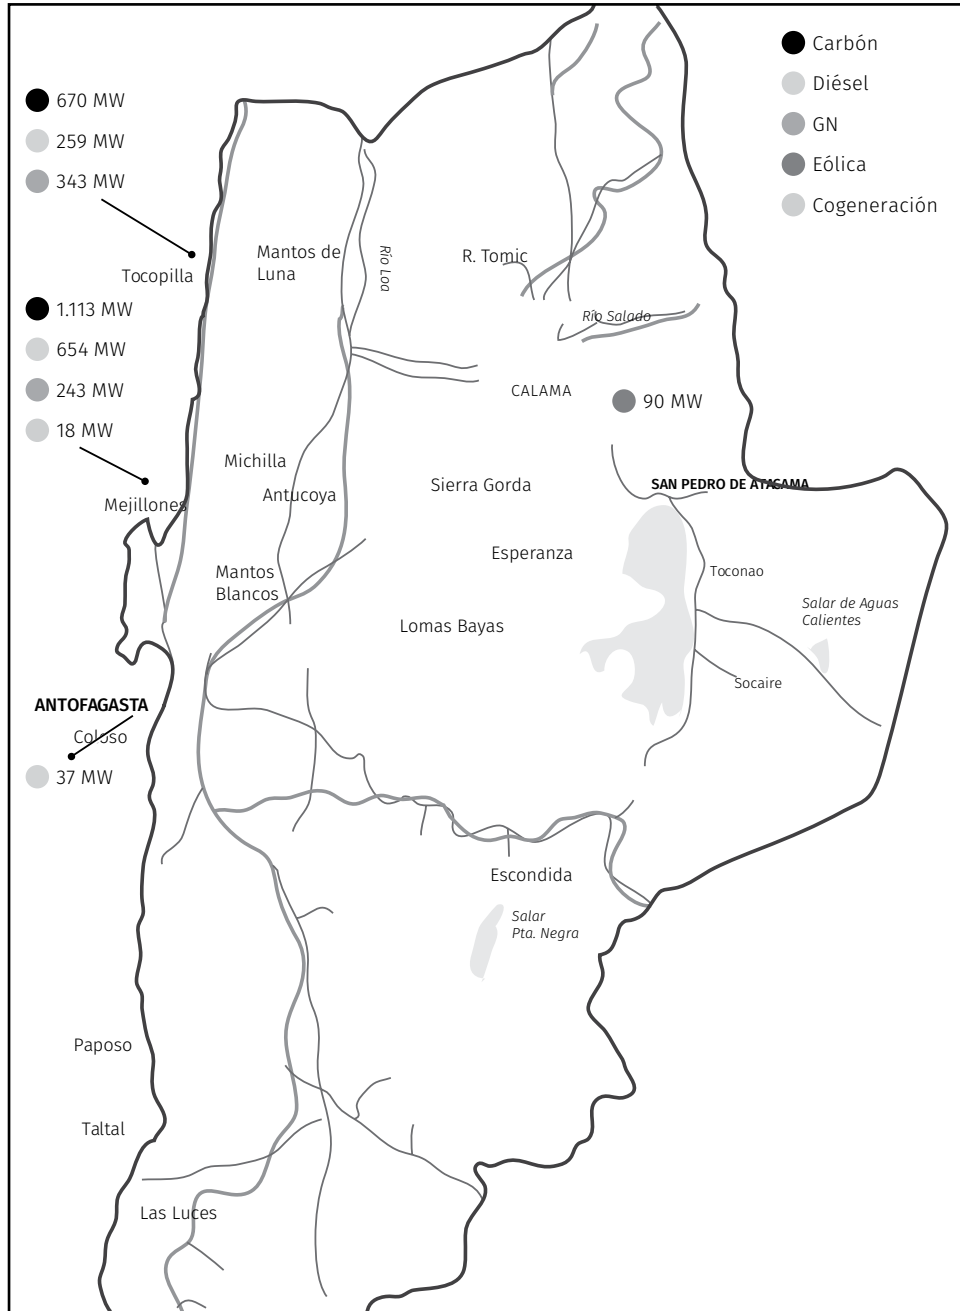 Carbón
Diésel
GN
Eólica
Cogeneración
670 MW
259 MW
343 MW
Tocopilla
Mantos de
Luna
Río Loa
R. Tomic
Río Salado
1.113 MW
654 MW
243 MW
18 MW
Mejillones
CALAMA
90 MW
Michilla
Antucoya
Sierra Gorda
SAN PEDRO DE ATACAMA
Esperanza
Mantos
Blancos
Toconao
Lomas Bayas
Salar de Aguas
Calientes
Socaire
ANTOFAGASTA
Coloso
37 MW
Escondida
Salar
Pta. Negra
Paposo
Taltal
Las Luces